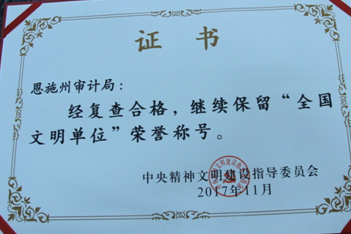 证书
恩施州审计局：
经复查合格，继续保留“全国
文明单位”荣誉称号。
中央精神文明建设指导委员会
2017年11月